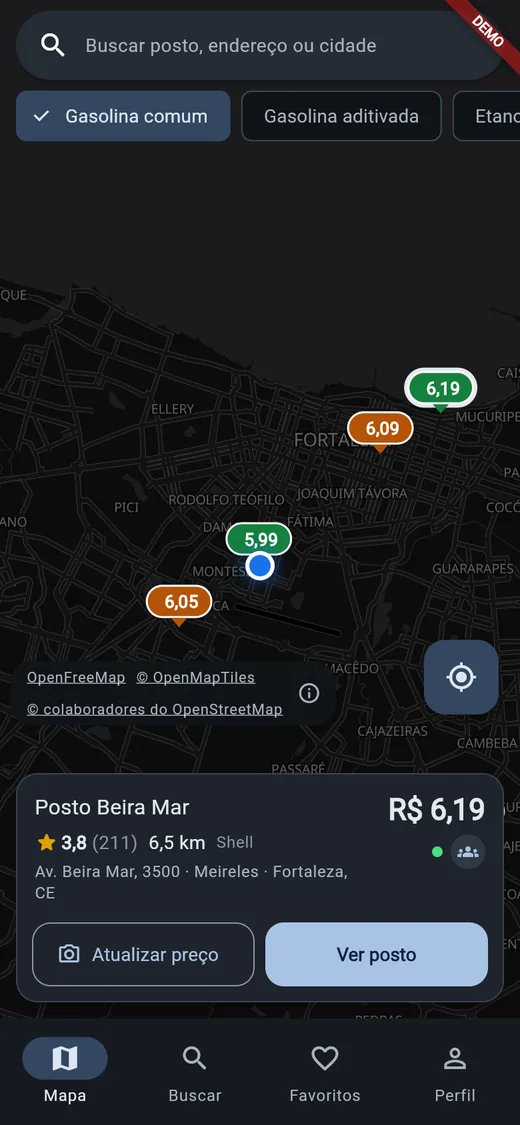 Buscar posto, endereço ou cidade
DEMO
Gasolina comum
Gasolina aditivada
Etano
QUE
CAIS
ELLERY
6,19
MUCURIPE
6,09
FORTAL
PA
RODOLFO TEÓFILO
JOAQUIM TÁVORA
PICI
COCÓ
ANO
DAM
FÁTIMA
5,99
MONTES
GUARARAPES
6,05
CA
MACÊDO
OpenFreeMap © OpenMapTiles
© colaboradores do OpenStreetMap
CAJAZEIRAS
CAMBEBA
PASSARÉ
Posto Beira Mar
R$ 6,19
3,8 (211) 6,5 km Shell
Av. Beira Mar, 3500 · Meireles · Fortaleza,
CE
Atualizar preço
Ver posto
Mapa
Buscar
Favoritos
Perfil